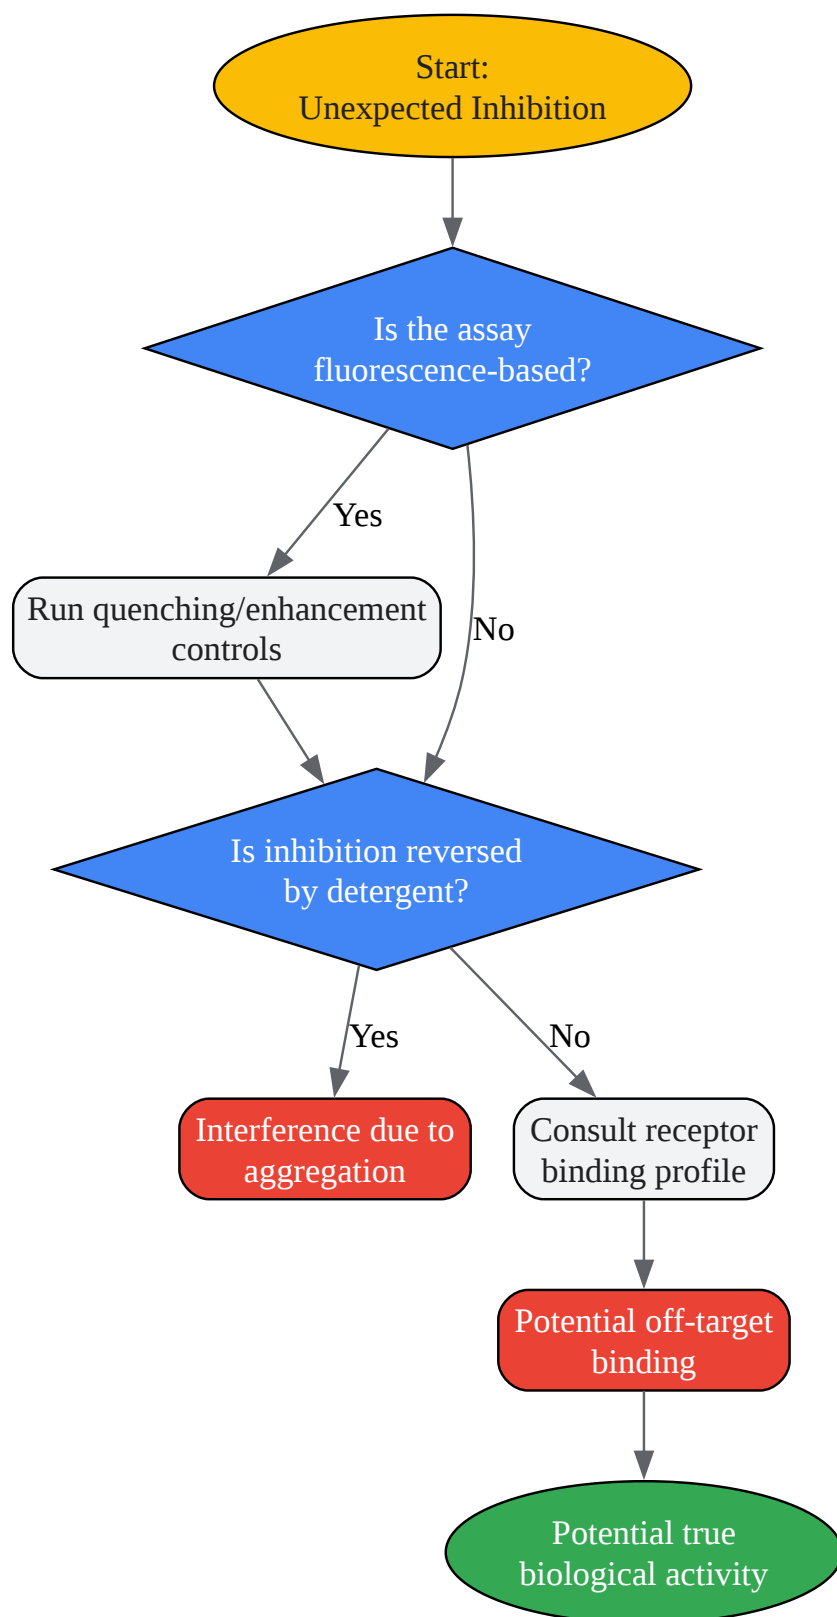 Start:
Unexpected Inhibition
Is the assay
fluorescence-based?
Yes
Run quenching/enhancement
controls
No
Is inhibition reversed
by detergent?
Yes
No
Interference due to
aggregation
Consult receptor
binding profile
Potential off-target
binding
Potential true
biological activity